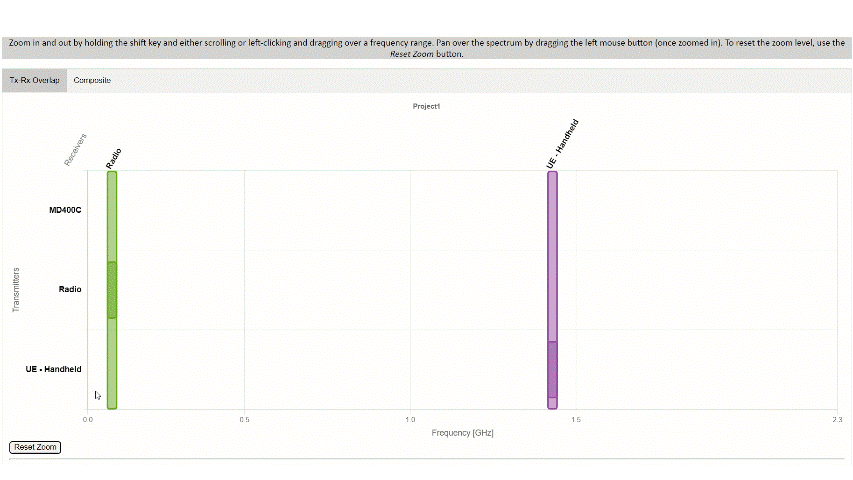 Zoom in and out by holding the shift key and either scrolling or left-clicking and dragging over a frequency range. Pan over the spectrum by dragging the left mouse button (once zoomed in). To reset the zoom level, use the
Reset Zoom button.
Tx-Rx Overlap Composite
Project1
Receivers
Radio
UE - Handheld
Transmitters
MD400C
Radio
UE - Handheld
0.0 0.5 1.0 1.5 2.3
Frequency [GHz]
Reset Zoom